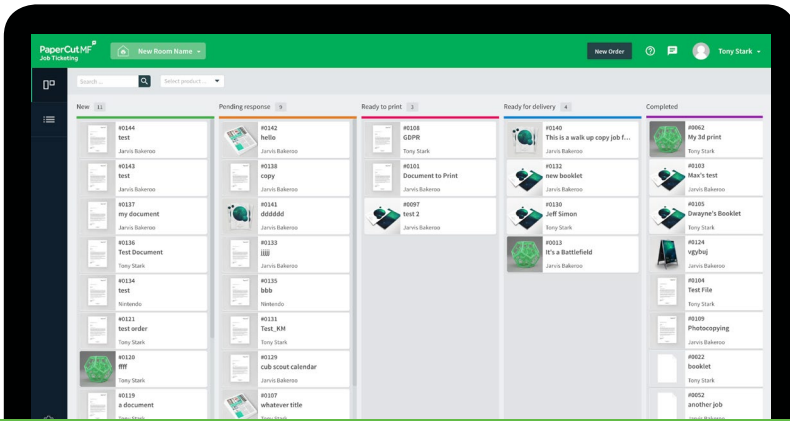 PaperCut MF
Job Ticketing
New Room Name
New Order
Tony Stark
Search ...
Select product ...
New 11
#0144
test
Jarvis Bakeroo
#0143
test
Jarvis Bakeroo
#0137
my document
Jarvis Bakeroo
#0136
Test Document
Tony Stark
#0134
test
Nintendo
#0121
test order
Tony Stark
#0120
ffff
Tony Stark
#0119
a document
Tony Stark
Pending response 9
#0142
hello
Jarvis Bakeroo
#0138
copy
Jarvis Bakeroo
#0141
dddddd
Jarvis Bakeroo
#0133
jjjjj
Jarvis Bakeroo
#0135
bbb
Nintendo
#0131
Test_KM
Tony Stark
#0129
cub scout calendar
Jarvis Bakeroo
#0107
whatever title
Tony Stark
Ready to print 3
#0108
GDPR
Tony Stark
#0101
Document to Print
Jarvis Bakeroo
#0097
test 2
Jarvis Bakeroo
Ready for delivery 4
#0140
This is a walk up copy job f...
Jarvis Bakeroo
#0132
new booklet
Jarvis Bakeroo
#0130
Jeff Simon
Tony Stark
#0013
It's a Battlefield
Jarvis Bakeroo
Completed
#0062
My 3d print
Tony Stark
#0103
Max's test
Jarvis Bakeroo
#0105
Dwayne's Booklet
Tony Stark
#0124
vgybuj
Jarvis Bakeroo
#0104
Test File
Tony Stark
#0109
Photocopying
Jarvis Bakeroo
#0022
booklet
Tony Stark
#0052
another job
Jarvis Bakeroo